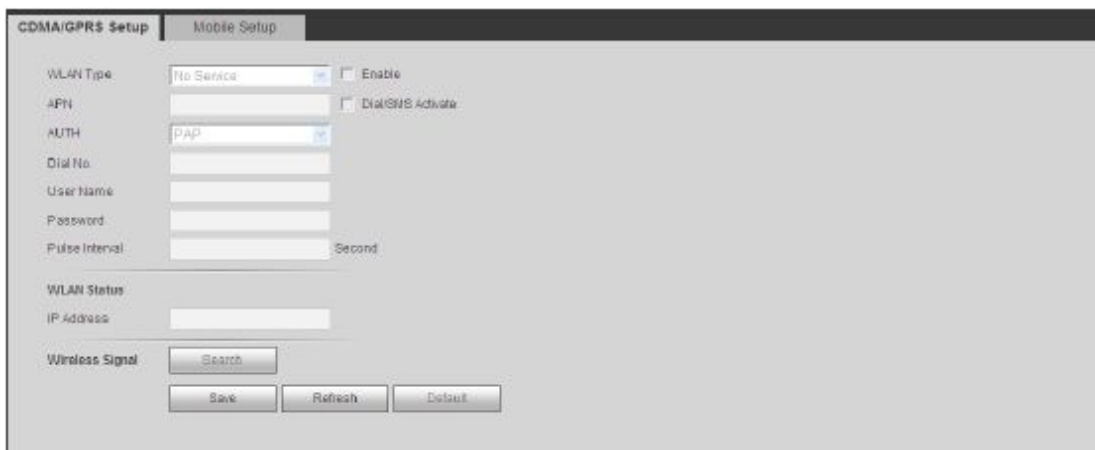 CDMA/GPRS Setup Mobile Setup
WLAN Type No Service Enable
APN Dial/SMS Activate
AUTH PAP
Dial No.
User Name
Password
Pulse Interval Second
WLAN Status
IP Address
Wireless Signal Search
Save Refresh Default